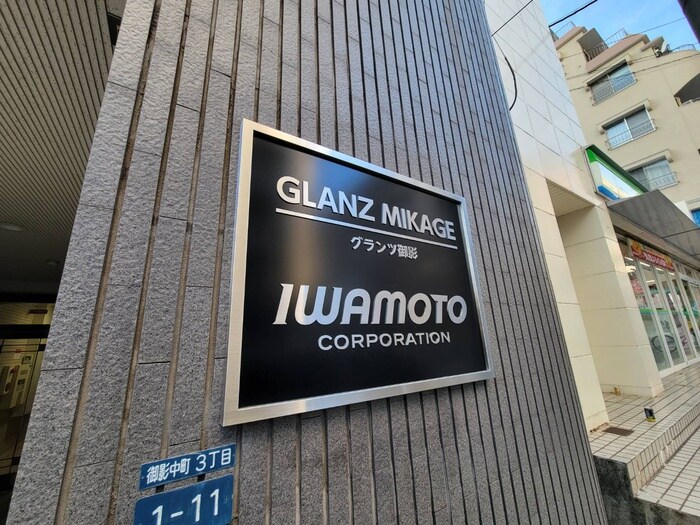 GLANZ MIKAGE
グランツ御影
IWAMOTO
CORPORATION
御影中町 3丁目
1-11